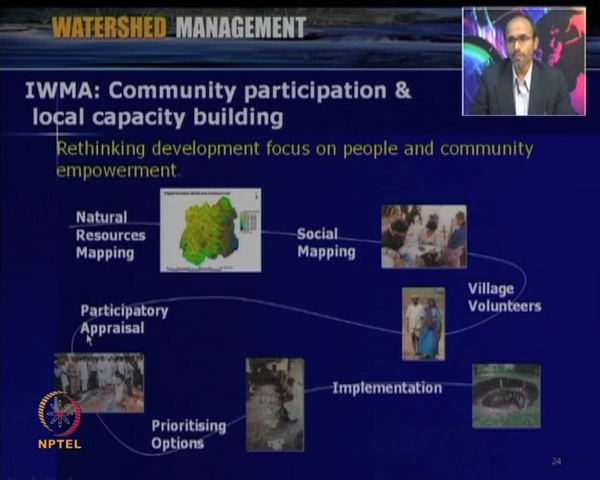 WATERSHED MANAGEMENT
IWMA: Community participation &
local capacity building
Rethinking development focus on people and community
empowerment.
Natural
Resources
Mapping
Social
Mapping
Village
Volunteers
Participatory
Appraisal
Implementation
Prioritising
Options
NPTEL
24